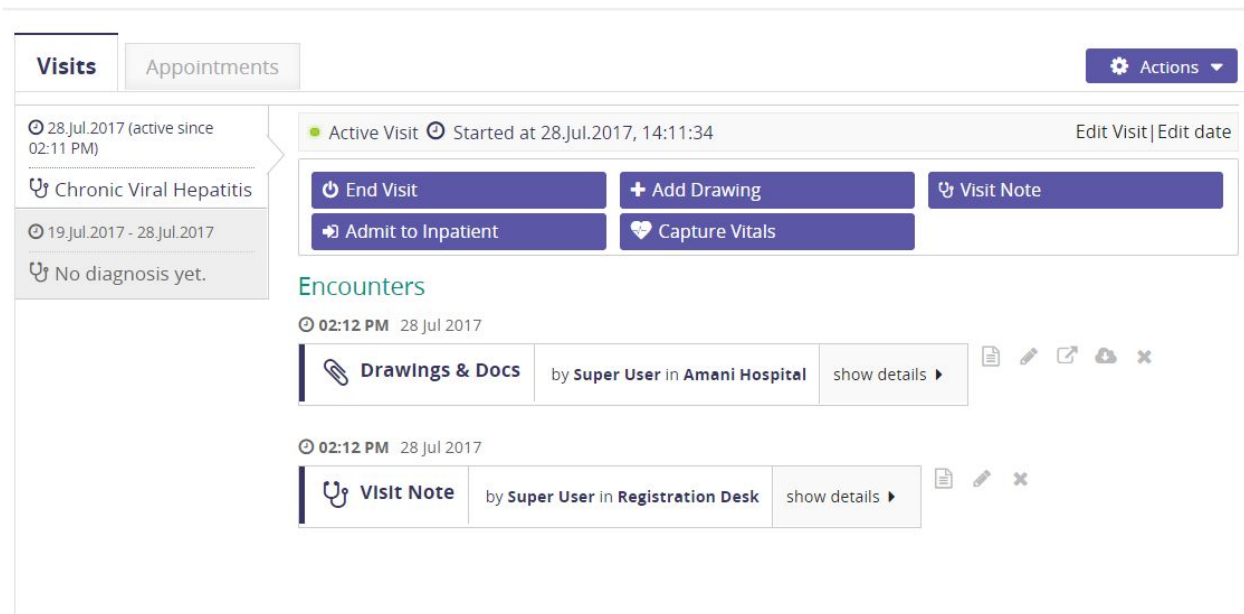 Visits
Appointments
Actions
28.Jul.2017 (active since
02:11 PM)
Chronic Viral Hepatitis
19.Jul.2017 - 28.Jul.2017
No diagnosis yet.
Active Visit Started at 28.Jul.2017, 14:11:34
Edit Visit|Edit date
End Visit
Add Drawing
Visit Note
Admit to Inpatient
Capture Vitals
Encounters
02:12 PM 28 Jul 2017
Drawings & Docs by Super User in Amani Hospital show details
02:12 PM 28 Jul 2017
Visit Note by Super User in Registration Desk show details